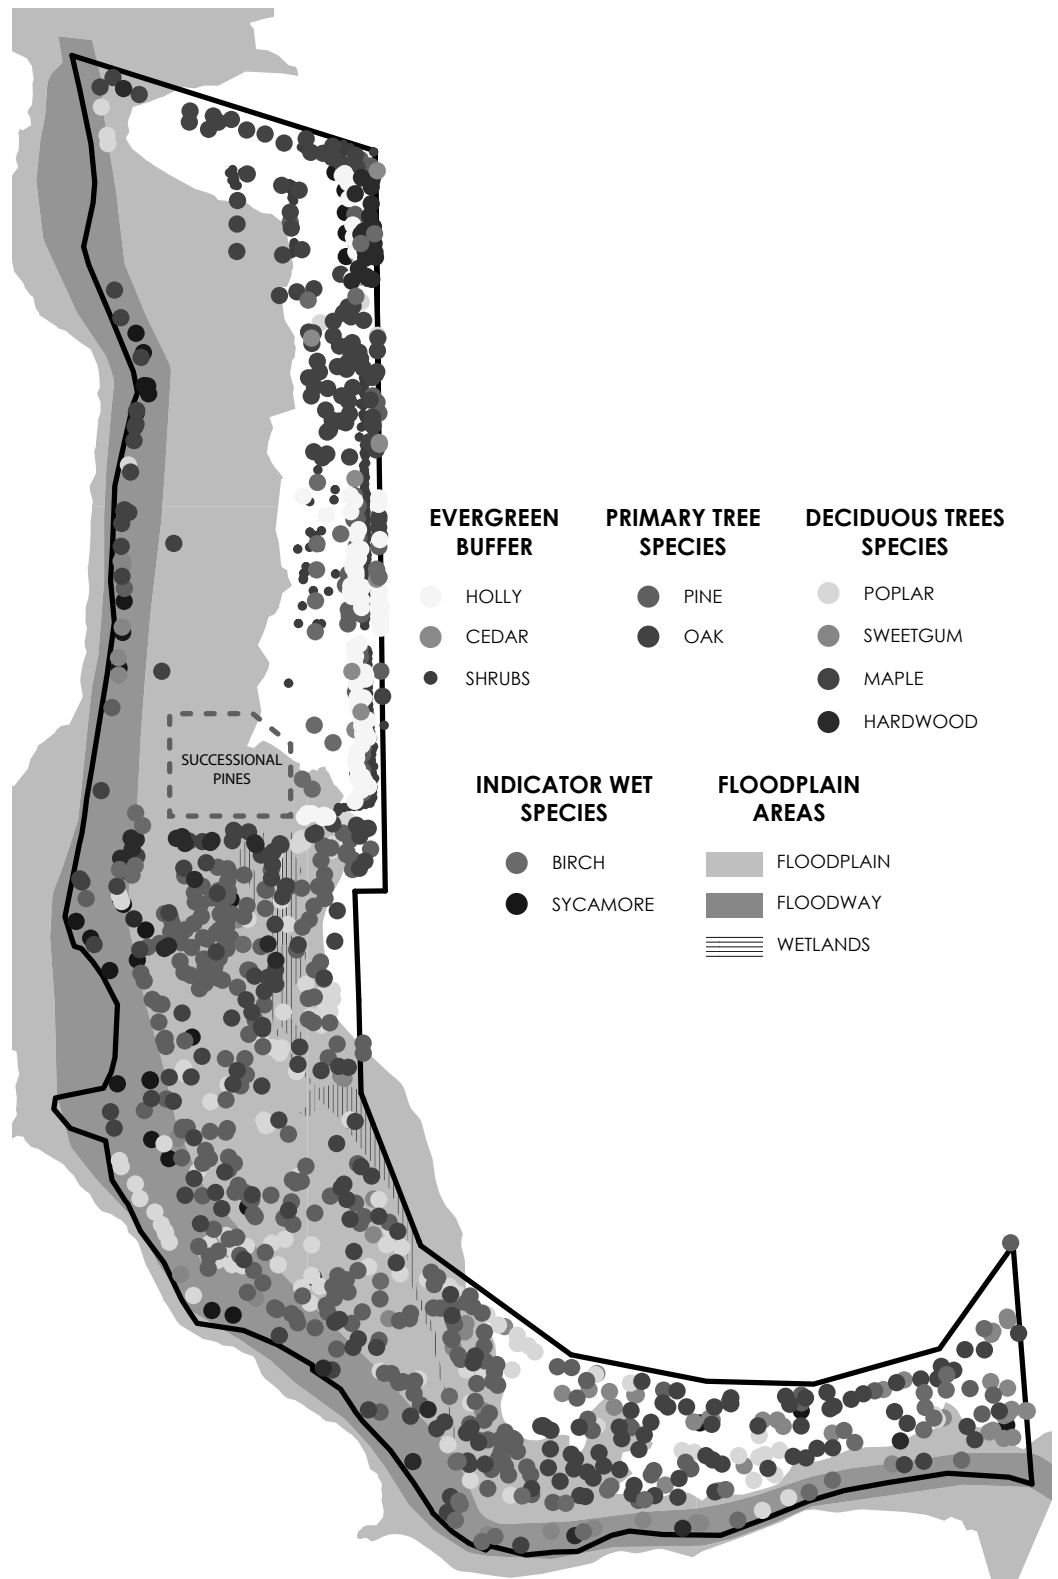 EVERGREEN
BUFFER
HOLLY
CEDAR
SHRUBS
PRIMARY TREE
SPECIES
PINE
OAK
DECIDUOUS TREES
SPECIES
POPLAR
SWEETGUM
MAPLE
HARDWOOD
SUCCESSIONAL
PINES
INDICATOR WET
SPECIES
BIRCH
SYCAMORE
FLOODPLAIN
AREAS
FLOODPLAIN
FLOODWAY
WETLANDS